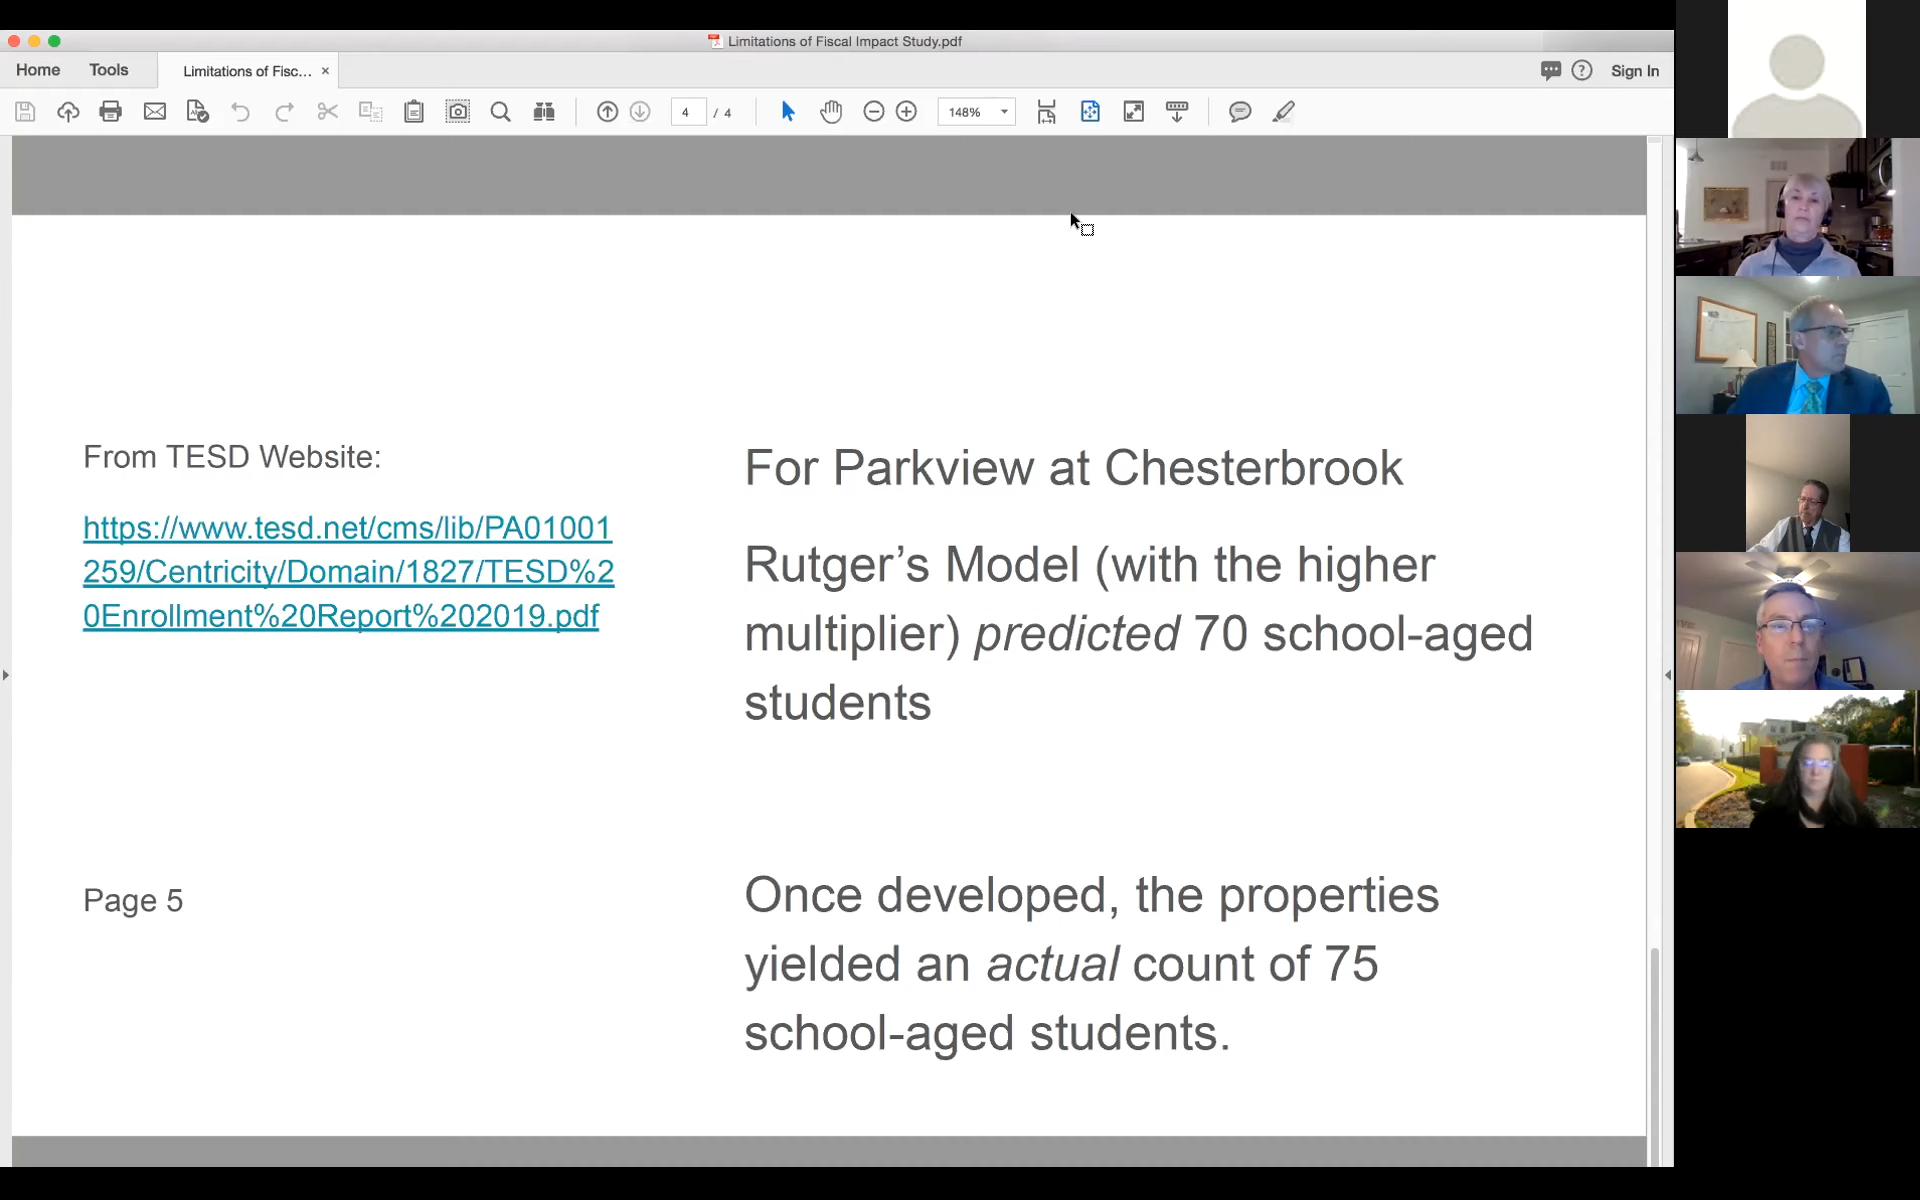 Limitations of Fiscal Impact Study.pdf
Home
Tools
Limitations of Fisc... ×
Sign In
4 / 4
148%
From TESD Website:
https://www.tesd.net/cms/lib/PA01001
259/Centricity/Domain/1827/TESD%2
0Enrollment%20Report%202019.pdf
Page 5
For Parkview at Chesterbrook
Rutger’s Model (with the higher
multiplier) predicted 70 school-aged
students
Once developed, the properties
yielded an actual count of 75
school-aged students.